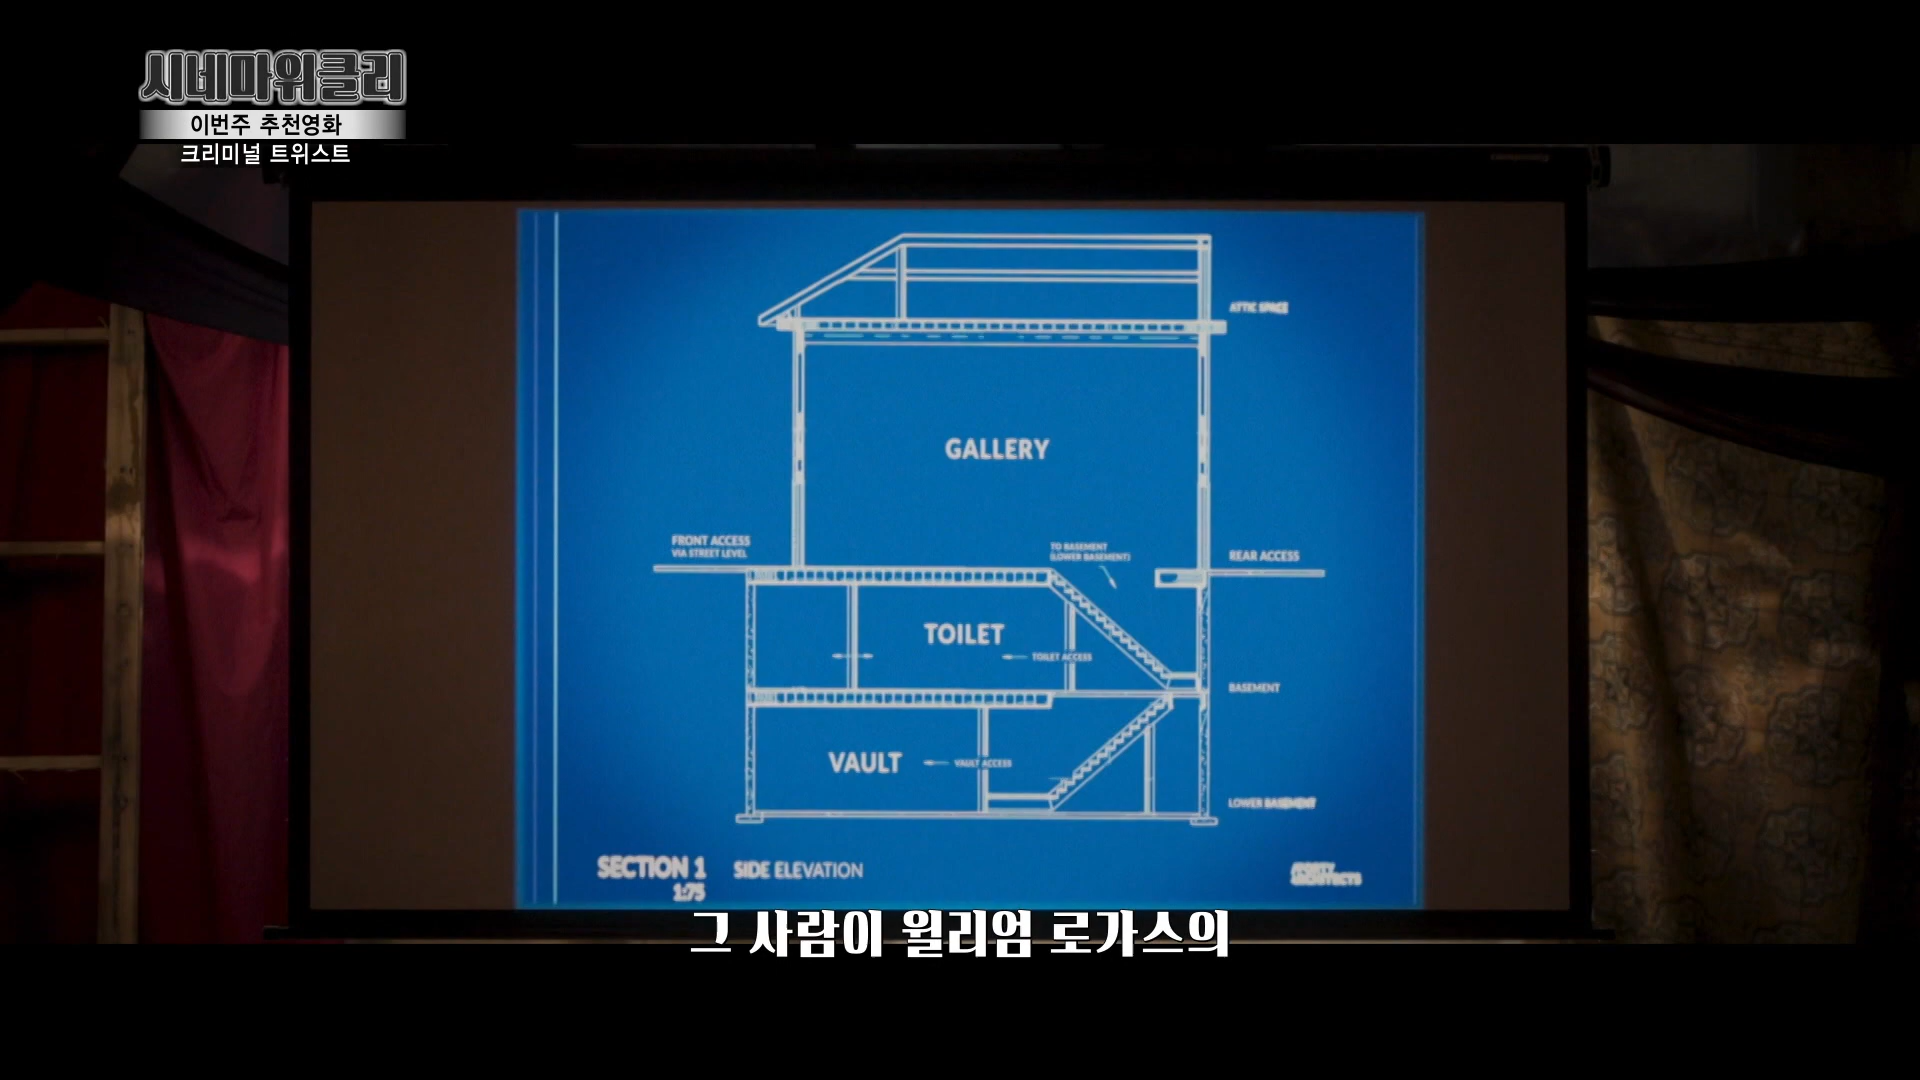 시네마위클리
이번주 추천영화
크리미널 트위스트
ATTIC SPACE
GALLERY
FRONT ACCESS
VIA STREET LEVEL
TO BASEMENT
(LOWER BASEMENT)
REAR ACCESS
TOILET
TOILET ACCESS
BASEMENT
VAULT
VAULT ACCESS
LOWER BASEMENT
SECTION 1
SIDE ELEVATION
1:75
ARCHITECTS
그 사람이 윌리엄 로가스의